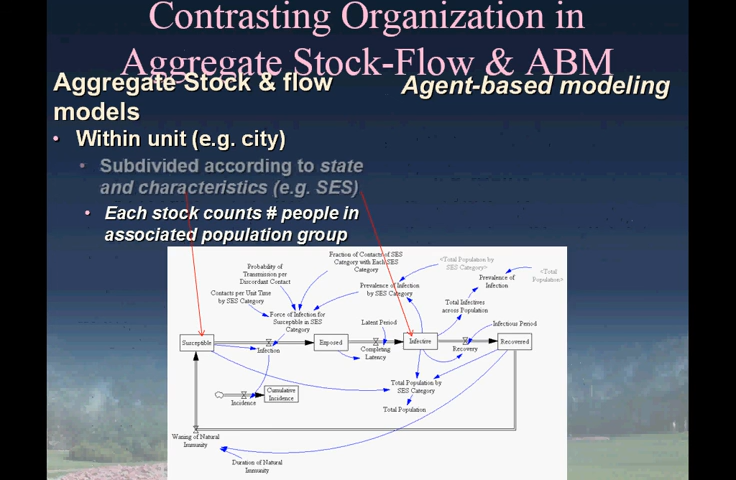 Contrasting Organization in
Aggregate Stock-Flow & ABM
Aggregate Stock & flow
models
Agent-based modeling
• Within unit (e.g. city)
• Subdivided according to state
and characteristics (e.g. SES)
• Each stock counts # people in
associated population group
Fraction of Contacts of SES
Category with Each SES
Category
<Total Population by
SES Category>
Probability of
Transmission per
Discordant Contact
Prevalence of
Infection
<Total
Population>
Contacts per Unit Time
by SES Category
Prevalence of Infection
by SES Category
Force of Infection for
Susceptible in SES
Category
Total Infectives
across Population
Latent Period
Infectious Period
Susceptible
Infection
Exposed
Completing
Latency
Infective
Recovery
Recovered
Incidence
Cumulative
Incidence
Total Population by
SES Category
Total Population
Waning of Natural
Immunity
Duration of Natural
Immunity